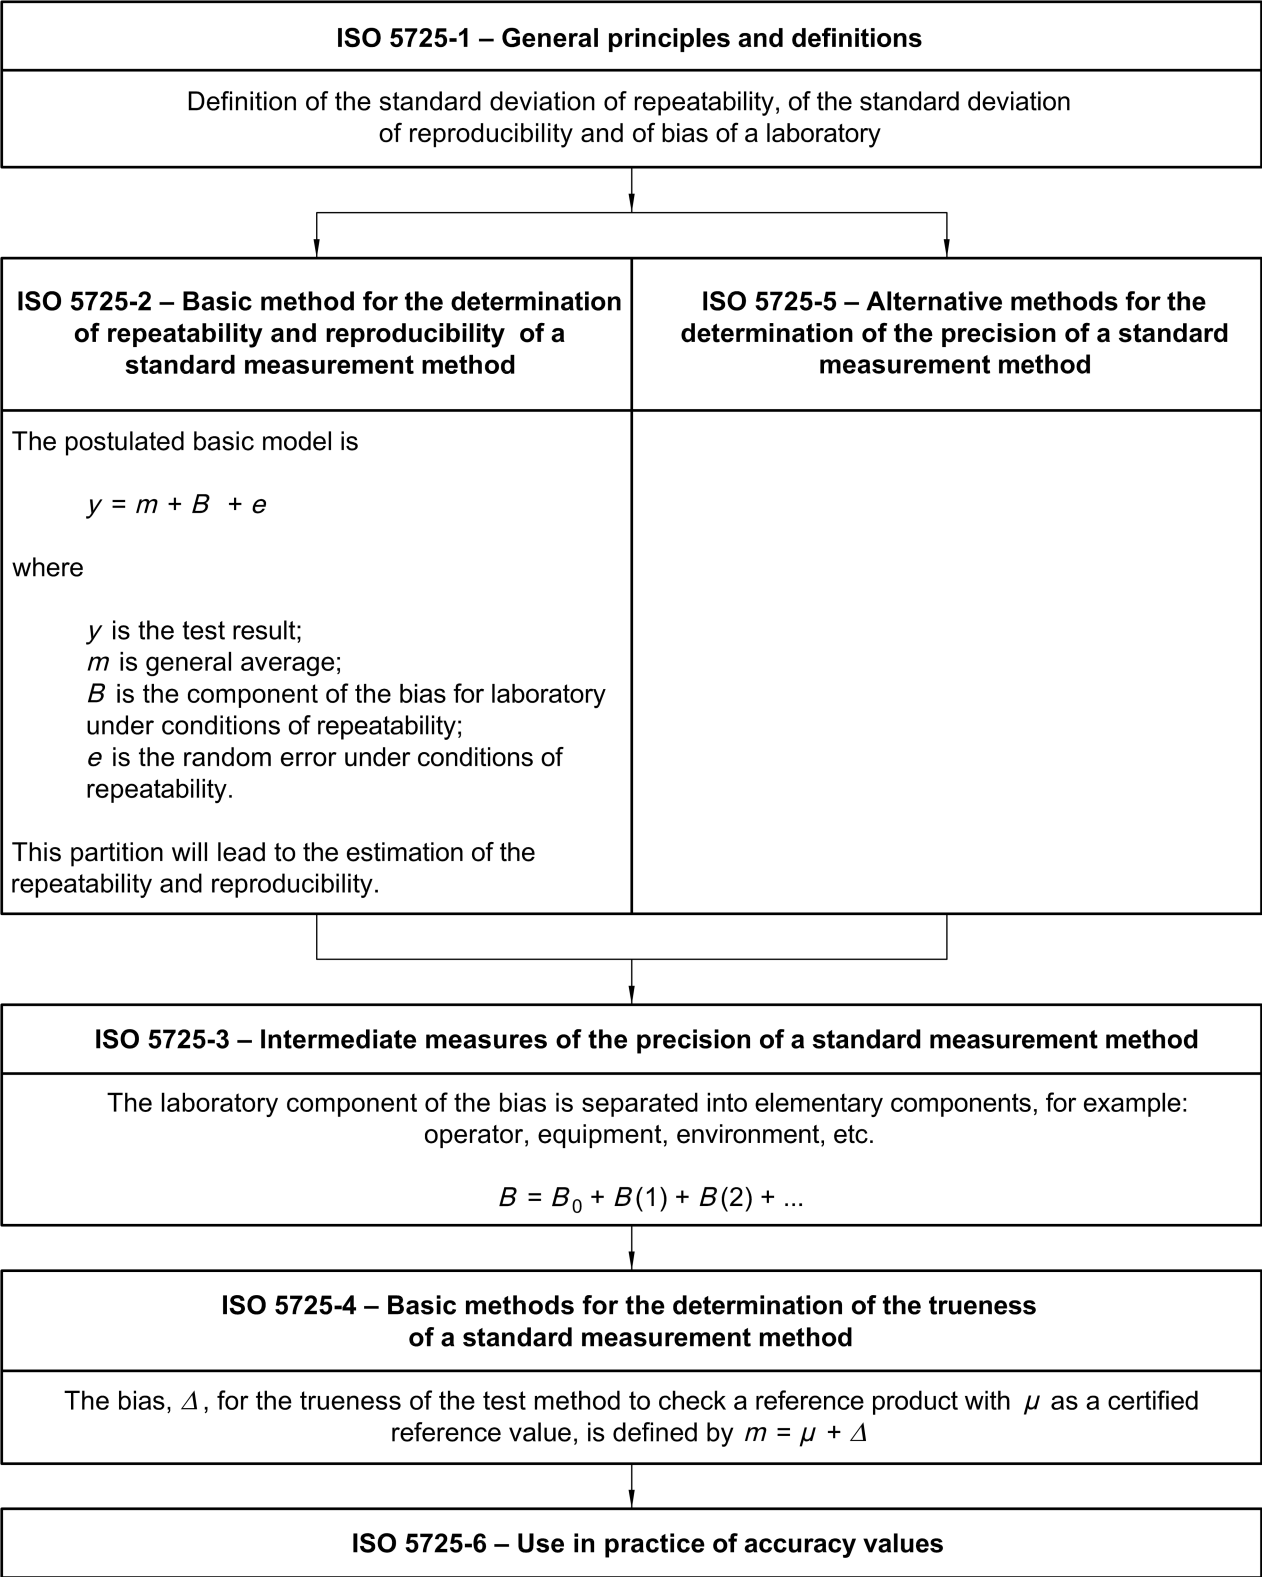 ISO 5725-1 – General principles and definitions
Definition of the standard deviation of repeatability, of the standard deviation
of reproducibility and of bias of a laboratory
ISO 5725-2 – Basic method for the determination
of repeatability and reproducibility of a
standard measurement method
ISO 5725-5 – Alternative methods for the
determination of the precision of a standard
measurement method
The postulated basic model is
y = m + B + e
where
y is the test result;
m is general average;
B is the component of the bias for laboratory
under conditions of repeatability;
e is the random error under conditions of
repeatability.
This partition will lead to the estimation of the
repeatability and reproducibility.
ISO 5725-3 – Intermediate measures of the precision of a standard measurement method
The laboratory component of the bias is separated into elementary components, for example:
operator, equipment, environment, etc.
B = B₀ + B(1) + B(2) + ...
ISO 5725-4 – Basic methods for the determination of the trueness
of a standard measurement method
The bias, Δ, for the trueness of the test method to check a reference product with μ as a certified
reference value, is defined by m = μ + Δ
ISO 5725-6 – Use in practice of accuracy values